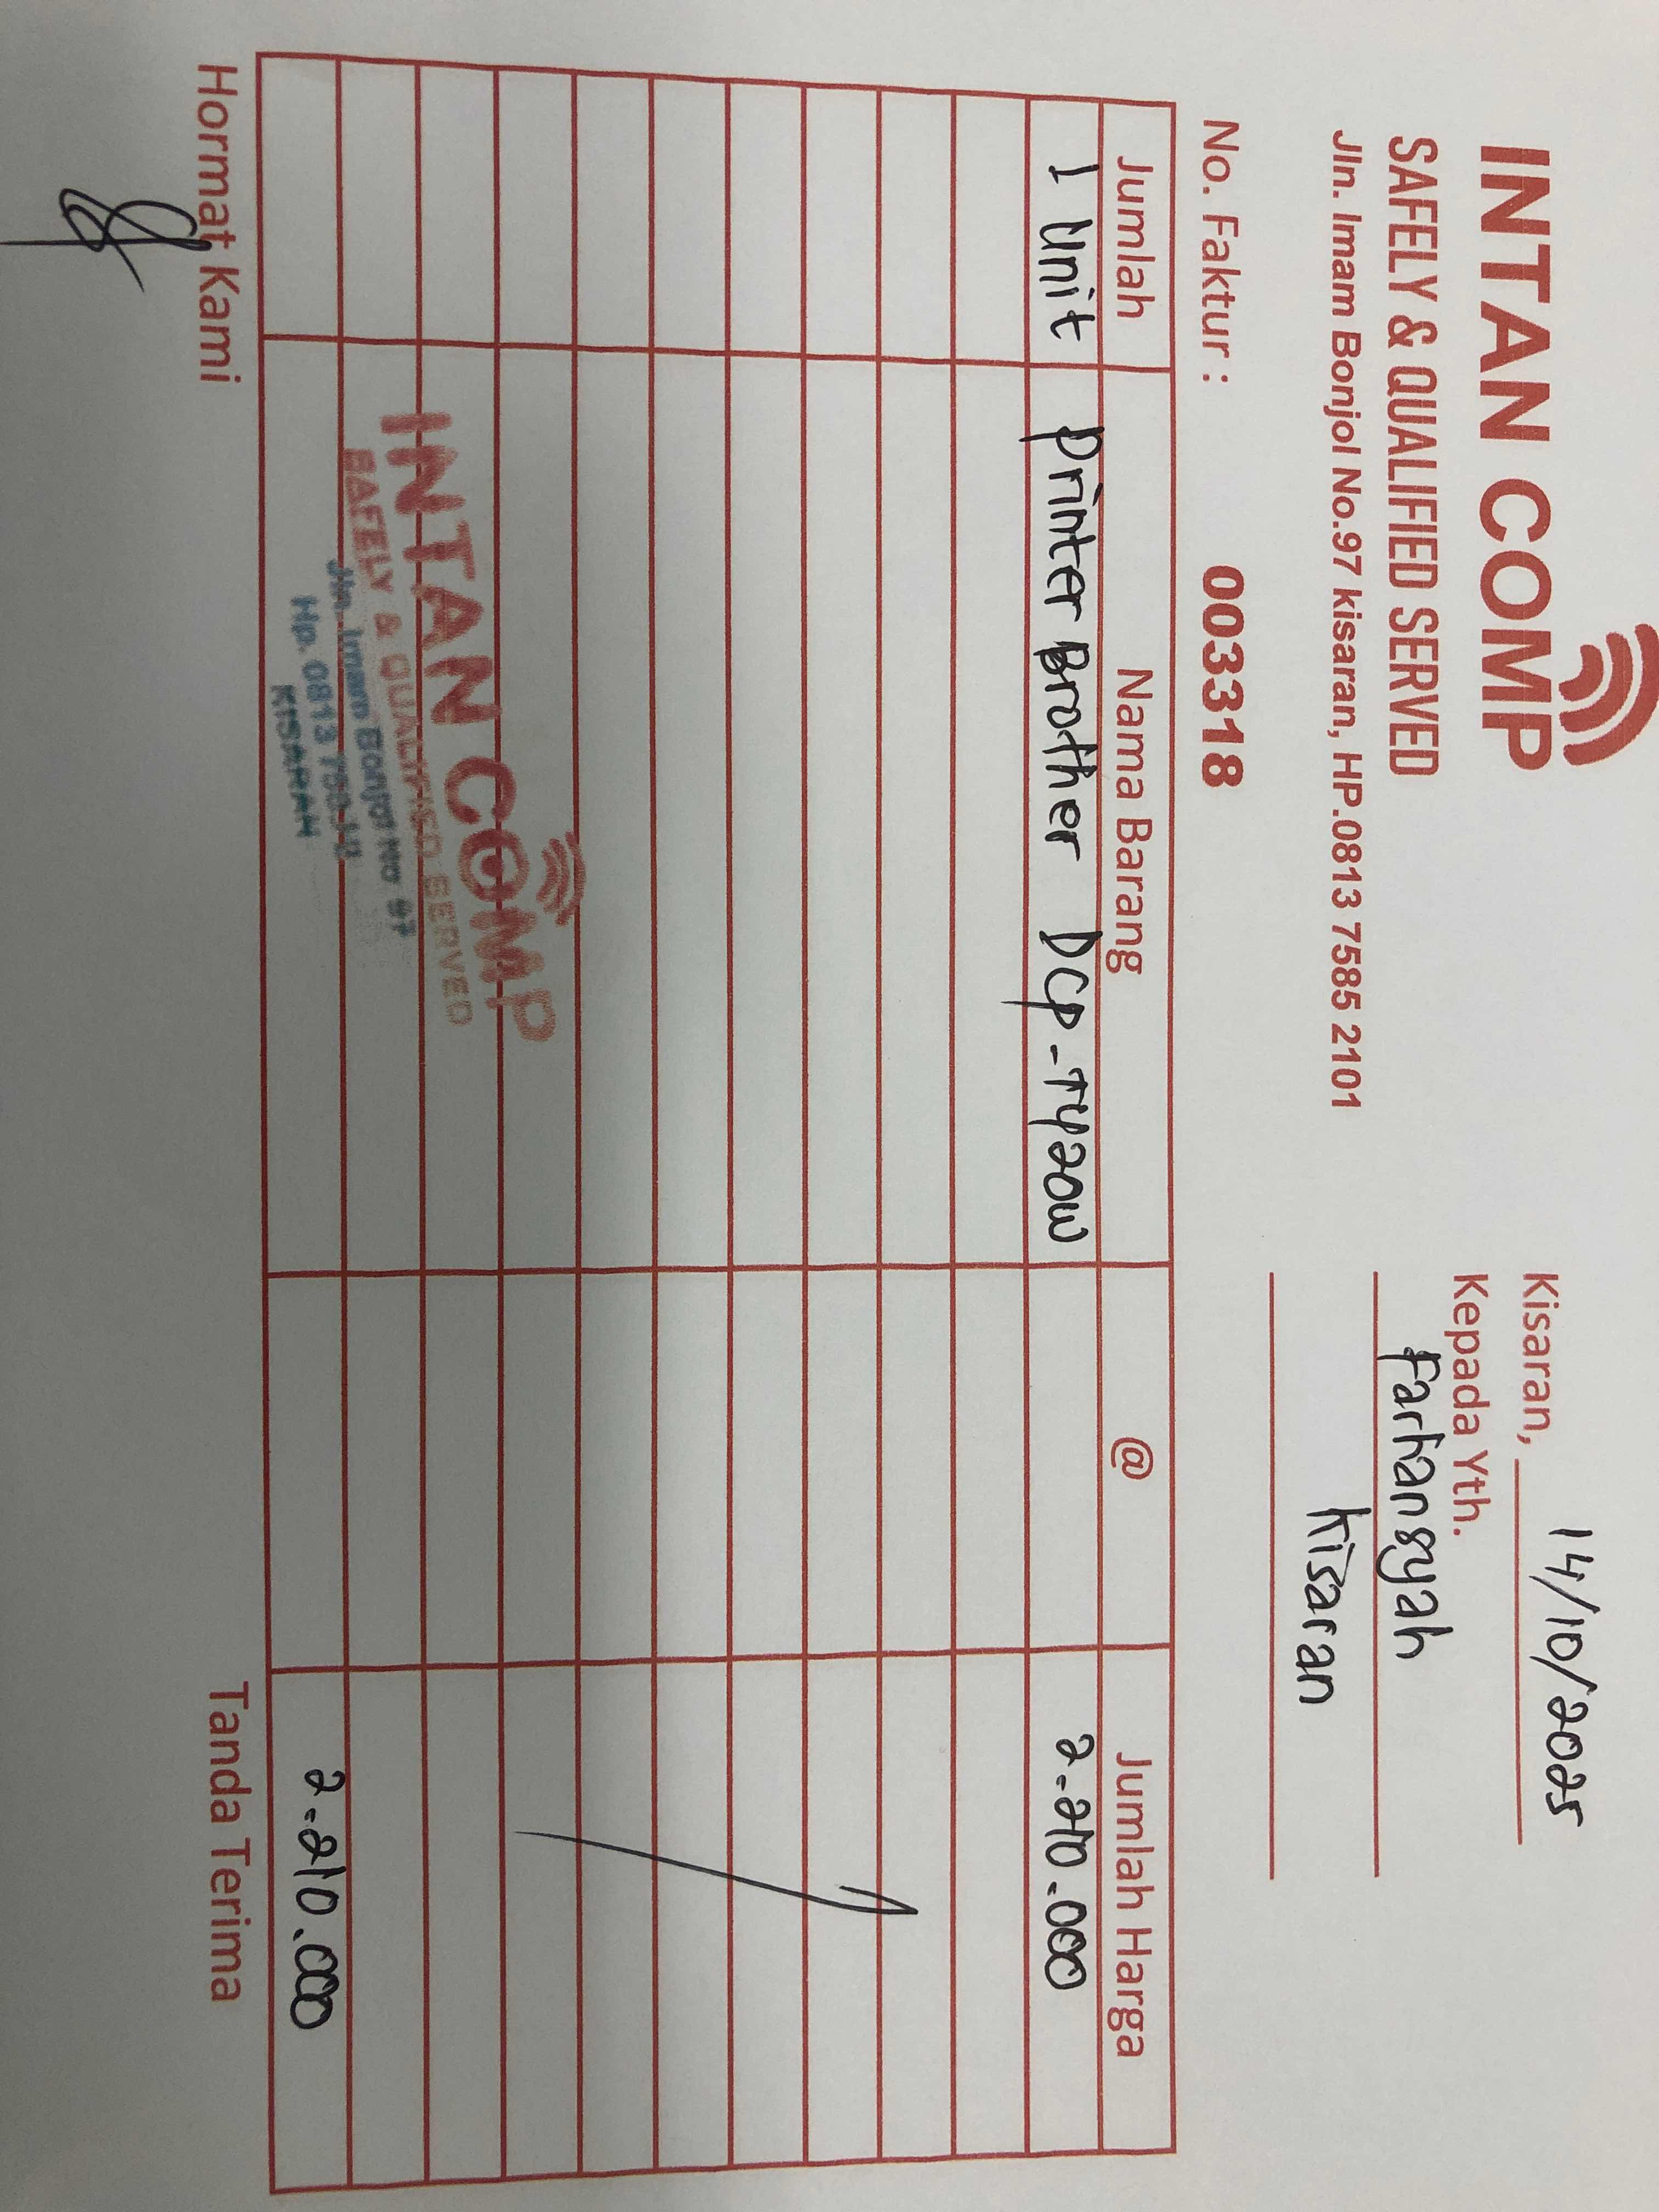 INTAN COMP
SAFELY & QUALIFIED SERVED
Jln. Imam Bonjol No.97 kisaran, HP.0813 7585 2101
Kisaran, 14/10/2025
Kepada Yth.
Farhansyah
Kisaran
No. Faktur : 003318
Jumlah Nama Barang @ Jumlah Harga
1 Unit Printer Brother DCP-T420W 2.210.000
INTAN COMP
SAFELY & QUALIFIED SERVED
Jln. Imam Bonjol No 97
Hp. 0813
KISARAN
2.210.000
Hormat Kami Tanda Terima